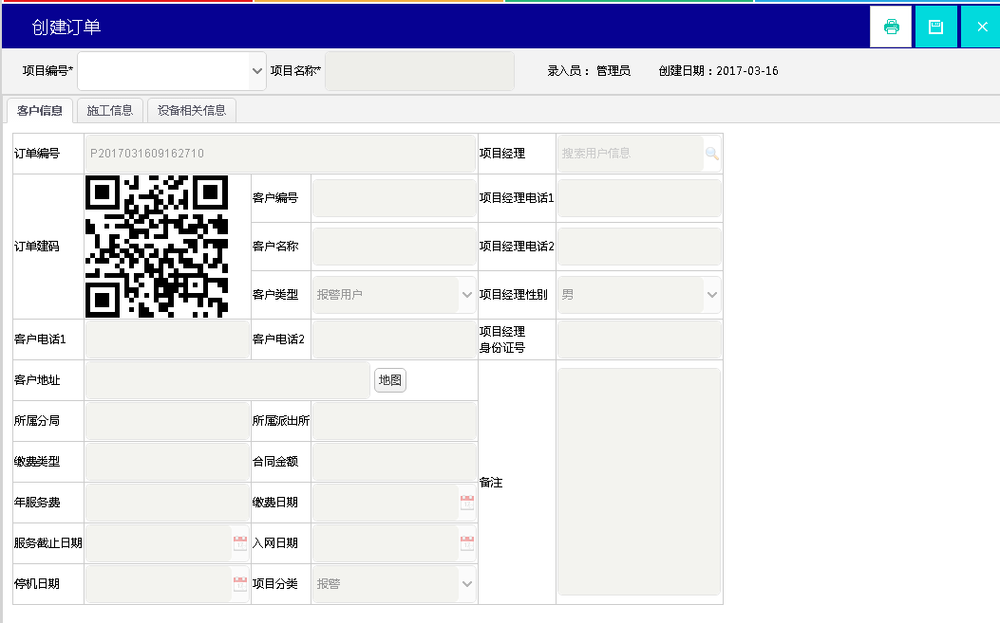 创建订单
项目编号* 项目名称* 录入员： 管理员 创建日期：2017-03-16
客户信息 施工信息 设备相关信息
订单编号 P2017031609162710 项目经理 搜索用户信息
客户编号 项目经理电话1
订单建码 客户名称 项目经理电话2
客户类型 报警用户 项目经理性别 男
客户电话1 客户电话2 项目经理
身份证号
客户地址 地图
所属分局 所属派出所
缴费类型 合同金额
备注
年服务费 缴费日期
服务截止日期 入网日期
停机日期 项目分类 报警